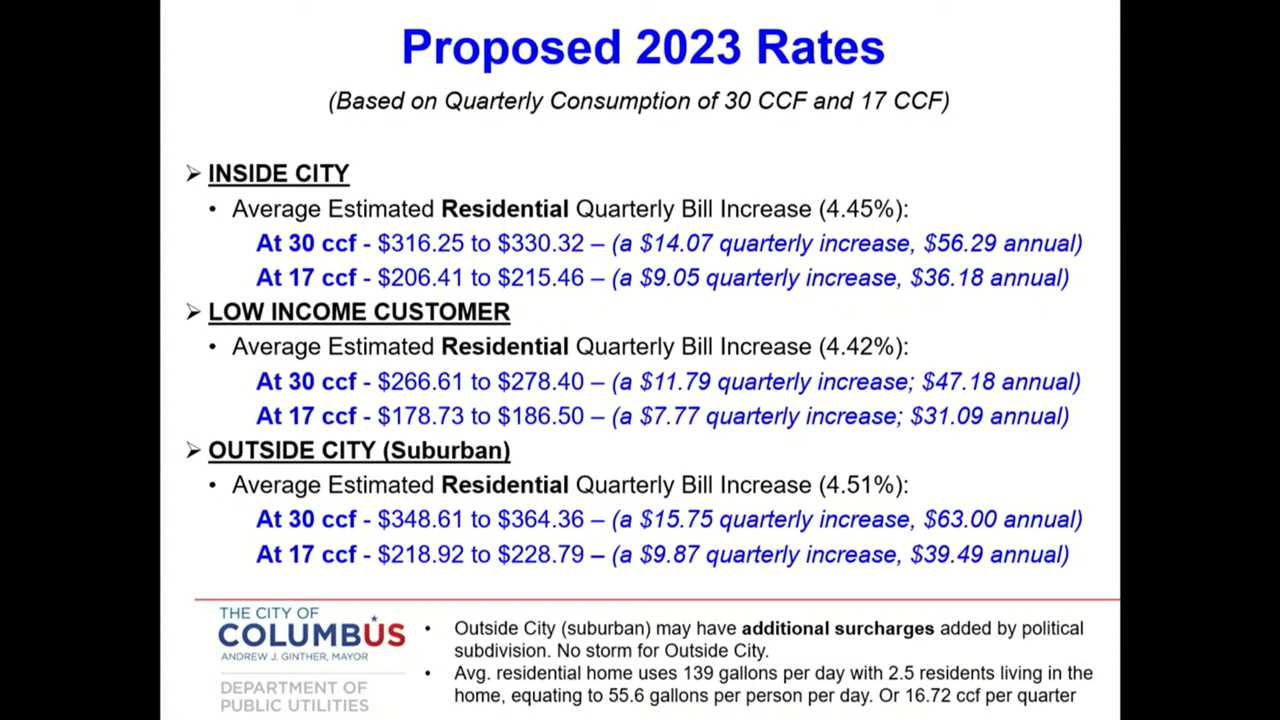 Proposed 2023 Rates
(Based on Quarterly Consumption of 30 CCF and 17 CCF)
➢ INSIDE CITY
• Average Estimated Residential Quarterly Bill Increase (4.45%):
At 30 ccf - $316.25 to $330.32 – (a $14.07 quarterly increase, $56.29 annual)
At 17 ccf - $206.41 to $215.46 – (a $9.05 quarterly increase, $36.18 annual)
➢ LOW INCOME CUSTOMER
• Average Estimated Residential Quarterly Bill Increase (4.42%):
At 30 ccf - $266.61 to $278.40 – (a $11.79 quarterly increase; $47.18 annual)
At 17 ccf - $178.73 to $186.50 – (a $7.77 quarterly increase; $31.09 annual)
➢ OUTSIDE CITY (Suburban)
• Average Estimated Residential Quarterly Bill Increase (4.51%):
At 30 ccf - $348.61 to $364.36 – (a $15.75 quarterly increase, $63.00 annual)
At 17 ccf - $218.92 to $228.79 – (a $9.87 quarterly increase, $39.49 annual)
THE CITY OF
COLUMBUS
ANDREW J. GINTHER, MAYOR
DEPARTMENT OF
PUBLIC UTILITIES
• Outside City (suburban) may have additional surcharges added by political
subdivision. No storm for Outside City.
• Avg. residential home uses 139 gallons per day with 2.5 residents living in the
home, equating to 55.6 gallons per person per day. Or 16.72 ccf per quarter